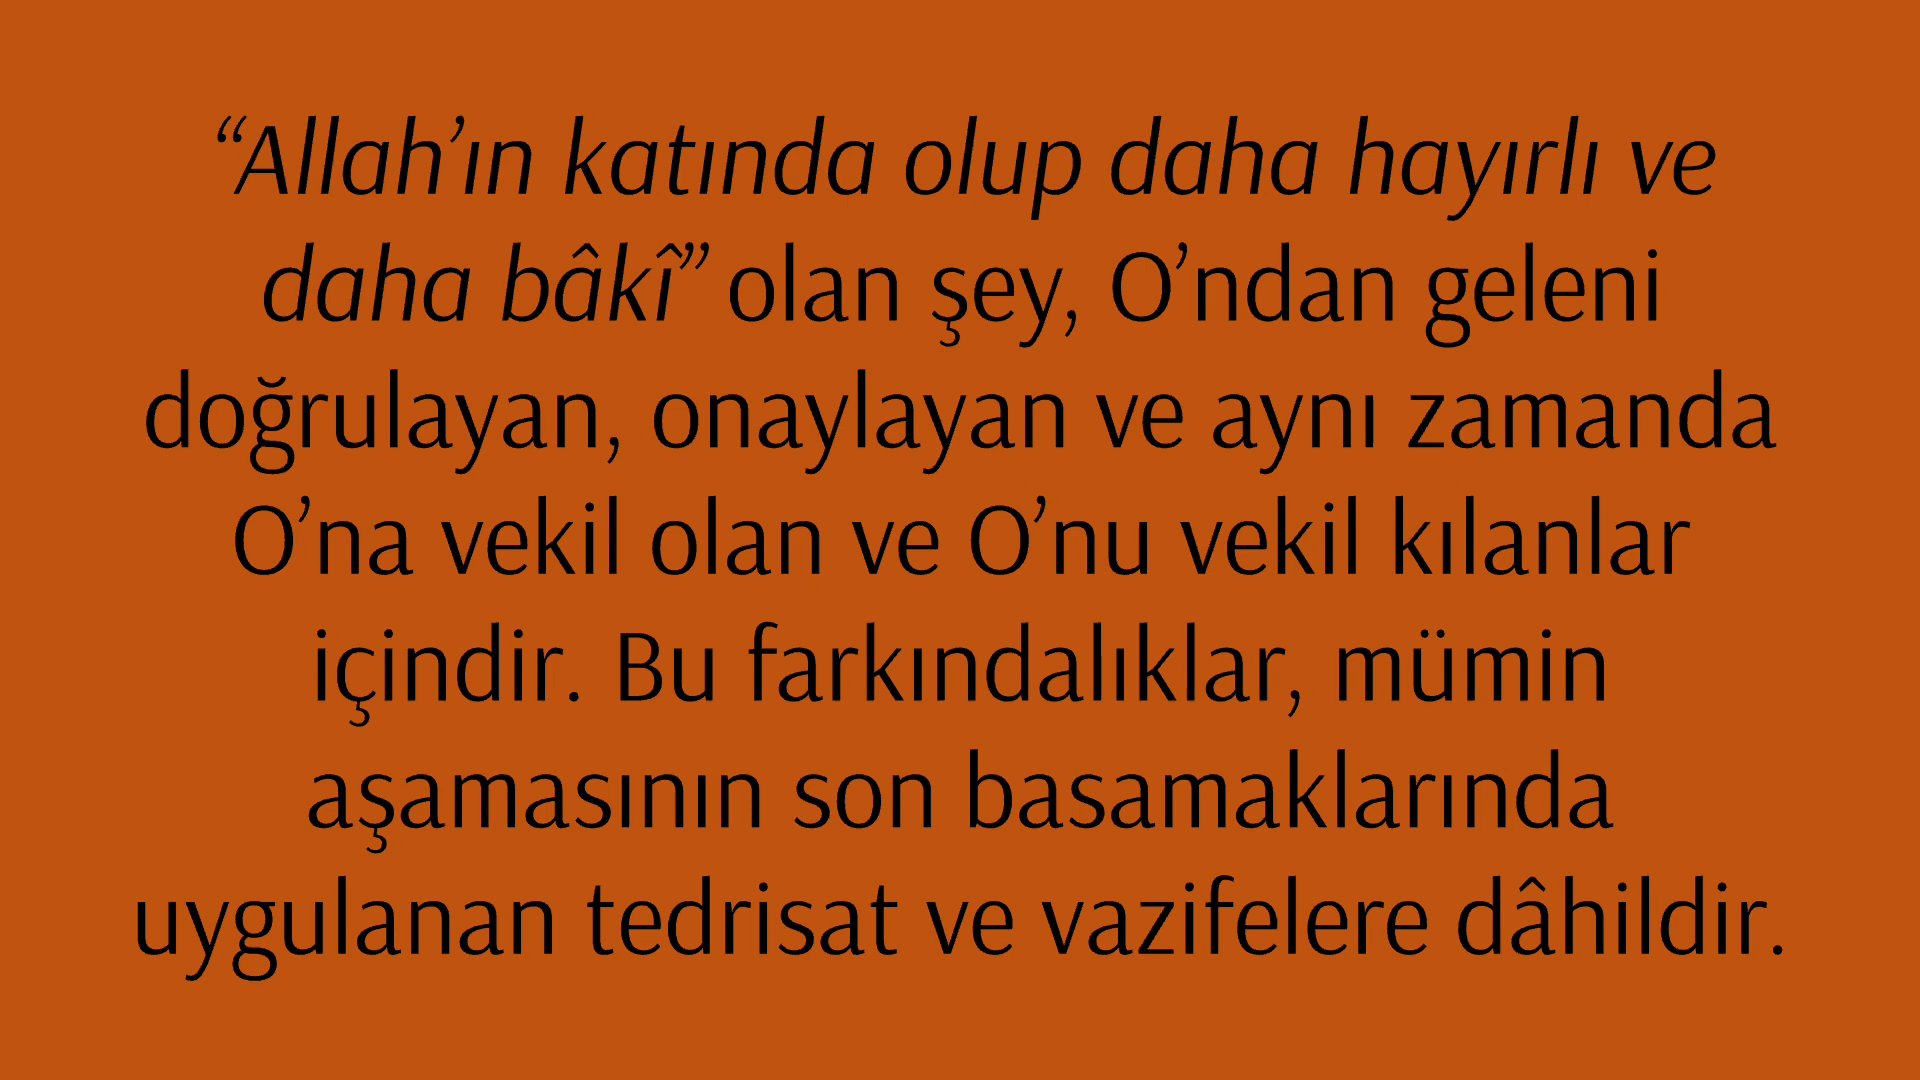 “Allah’ın katında olup daha hayırlı ve
daha bâkî” olan şey, O’ndan geleni
doğrulayan, onaylayan ve aynı zamanda
O’na vekil olan ve O’nu vekil kılanlar
içindir. Bu farkındalıklar, mümin
aşamasının son basamaklarında
uygulanan tedrisat ve vazifelere dâhildir.